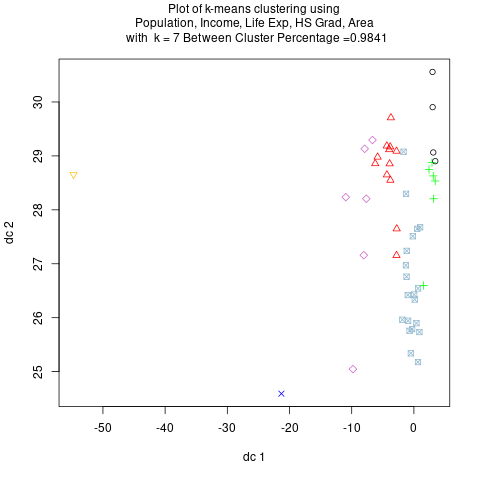 Plot of k-means clustering using
Population, Income, Life Exp, HS Grad, Area
with k = 7 Between Cluster Percentage =0.9841
dc 2
30
29
28
27
26
25
-50
-40
-30
-20
-10
0
dc 1